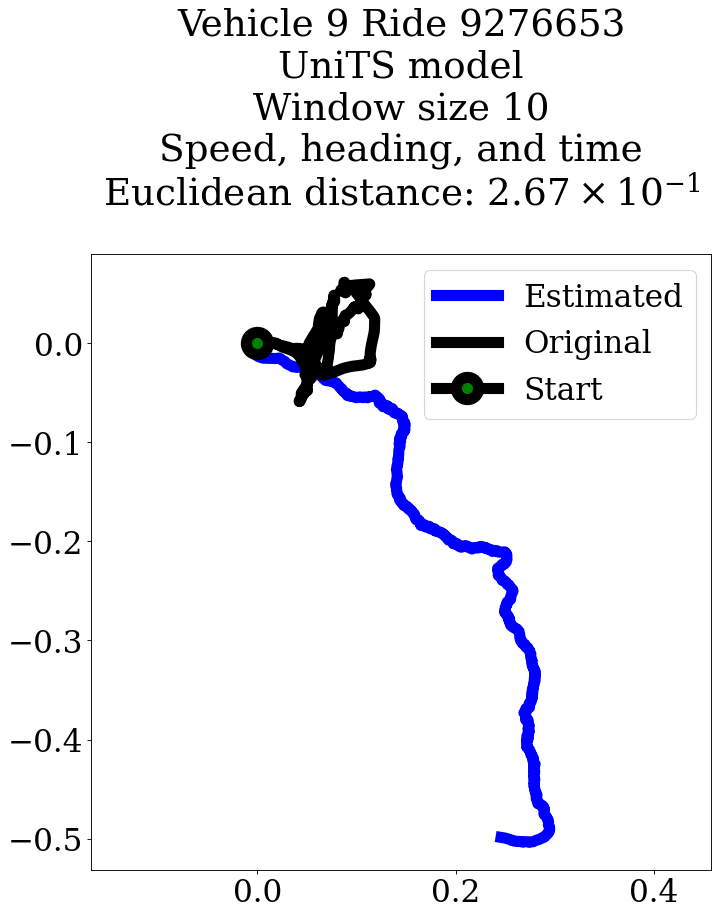 Vehicle 9 Ride 9276653
UniTS model
Window size 10
Speed, heading, and time
Euclidean distance: 2.67 × 10⁻¹
Estimated
Original
Start
0.0
−0.1
−0.2
−0.3
−0.4
−0.5
0.0 0.2 0.4